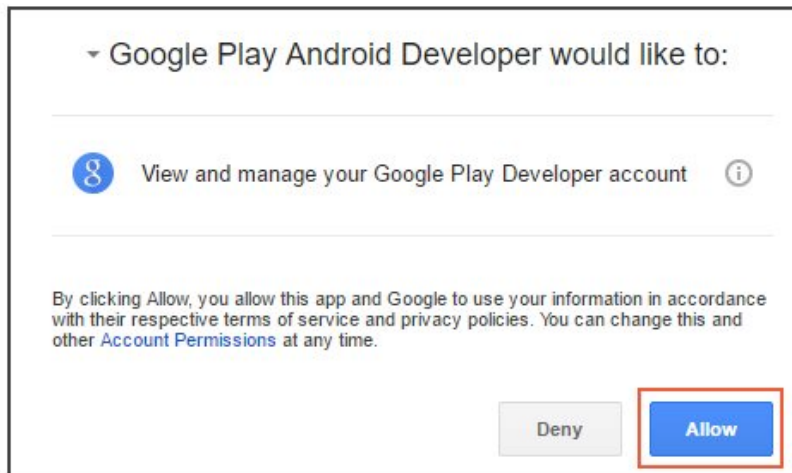 Google Play Android Developer would like to:
View and manage your Google Play Developer account
By clicking Allow, you allow this app and Google to use your information in accordance
with their respective terms of service and privacy policies. You can change this and
other Account Permissions at any time.
Deny
Allow